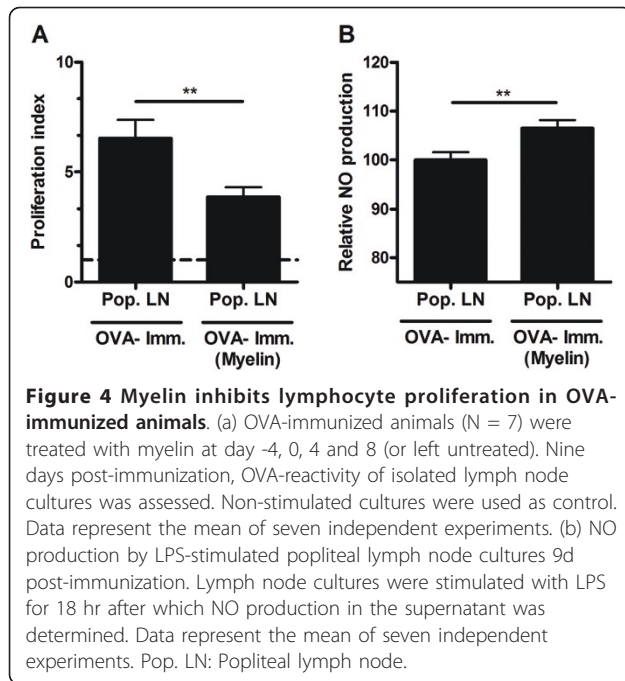 A
B
10
5
0
Proliferation index
**
Pop. LN
Pop. LN
OVA- Imm.
OVA- Imm.
(Myelin)
120
110
100
90
80
Relative NO production
**
Pop. LN
Pop. LN
OVA- Imm.
OVA- Imm.
(Myelin)
Figure 4 Myelin inhibits lymphocyte proliferation in OVA-
immunized animals. (a) OVA-immunized animals (N = 7) were
treated with myelin at day -4, 0, 4 and 8 (or left untreated). Nine
days post-immunization, OVA-reactivity of isolated lymph node
cultures was assessed. Non-stimulated cultures were used as control.
Data represent the mean of seven independent experiments. (b) NO
production by LPS-stimulated popliteal lymph node cultures 9d
post-immunization. Lymph node cultures were stimulated with LPS
for 18 hr after which NO production in the supernatant was
determined. Data represent the mean of seven independent
experiments. Pop. LN: Popliteal lymph node.